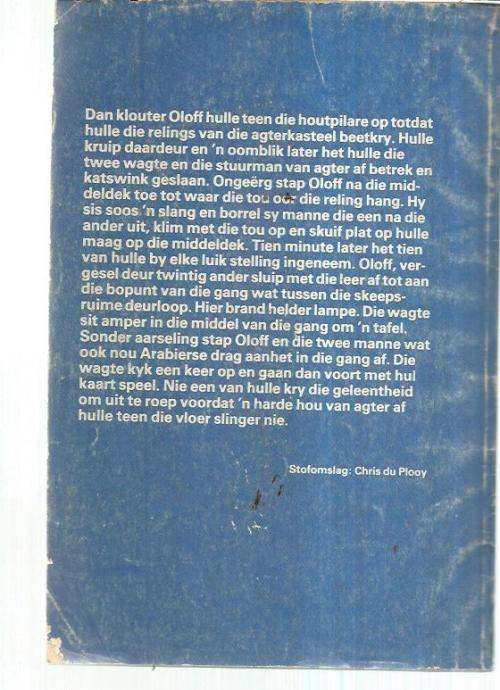 Dan klouter Oloff hulle teen die houtpilare op totdat
hulle die relings van die agterkasteel beetkry. Hulle
kruip daardeur en 'n oomblik later het hulle die
twee wagte en die stuurman van agter af betrek en
katswink geslaan. Ongeërg stap Oloff na die mid-
deldek toe tot waar die tou oor die reling hang. Hy
sis soos 'n slang en borrel sy manne die een na die
ander uit, klim met die tou op en skuif plat op hulle
maag op die middeldek. Tien minute later het tien
van hulle by elke luik stelling ingeneem. Oloff, ver-
gesel deur twintig ander sluip met die leer af tot aan
die bopunt van die gang wat tussen die skeeps-
ruime deurloop. Hier brand helder lampe. Die wagte
sit amper in die middel van die gang om 'n tafel.
Sonder aarseling stap Oloff en die twee manne wat
ook nou Arabierse drag aanhet in die gang af. Die
wagte kyk een keer op en gaan dan voort met hul
kaart speel. Nie een van hulle kry die geleentheid
om uit te roep voordat 'n harde hou van agter af
hulle teen die vloer slinger nie.
Stofomslag: Chris du Plooy